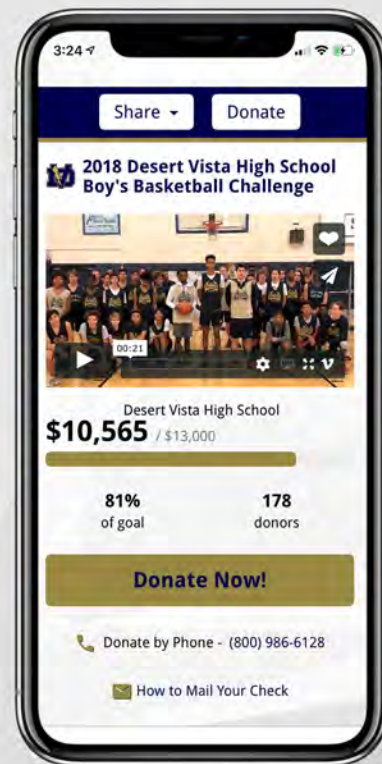 3:24
Share
Donate
2018 Desert Vista High School
Boy's Basketball Challenge
00:21
Desert Vista High School
$10,565 / $13,000
81%
of goal
178
donors
Donate Now!
Donate by Phone - (800) 986-6128
How to Mail Your Check